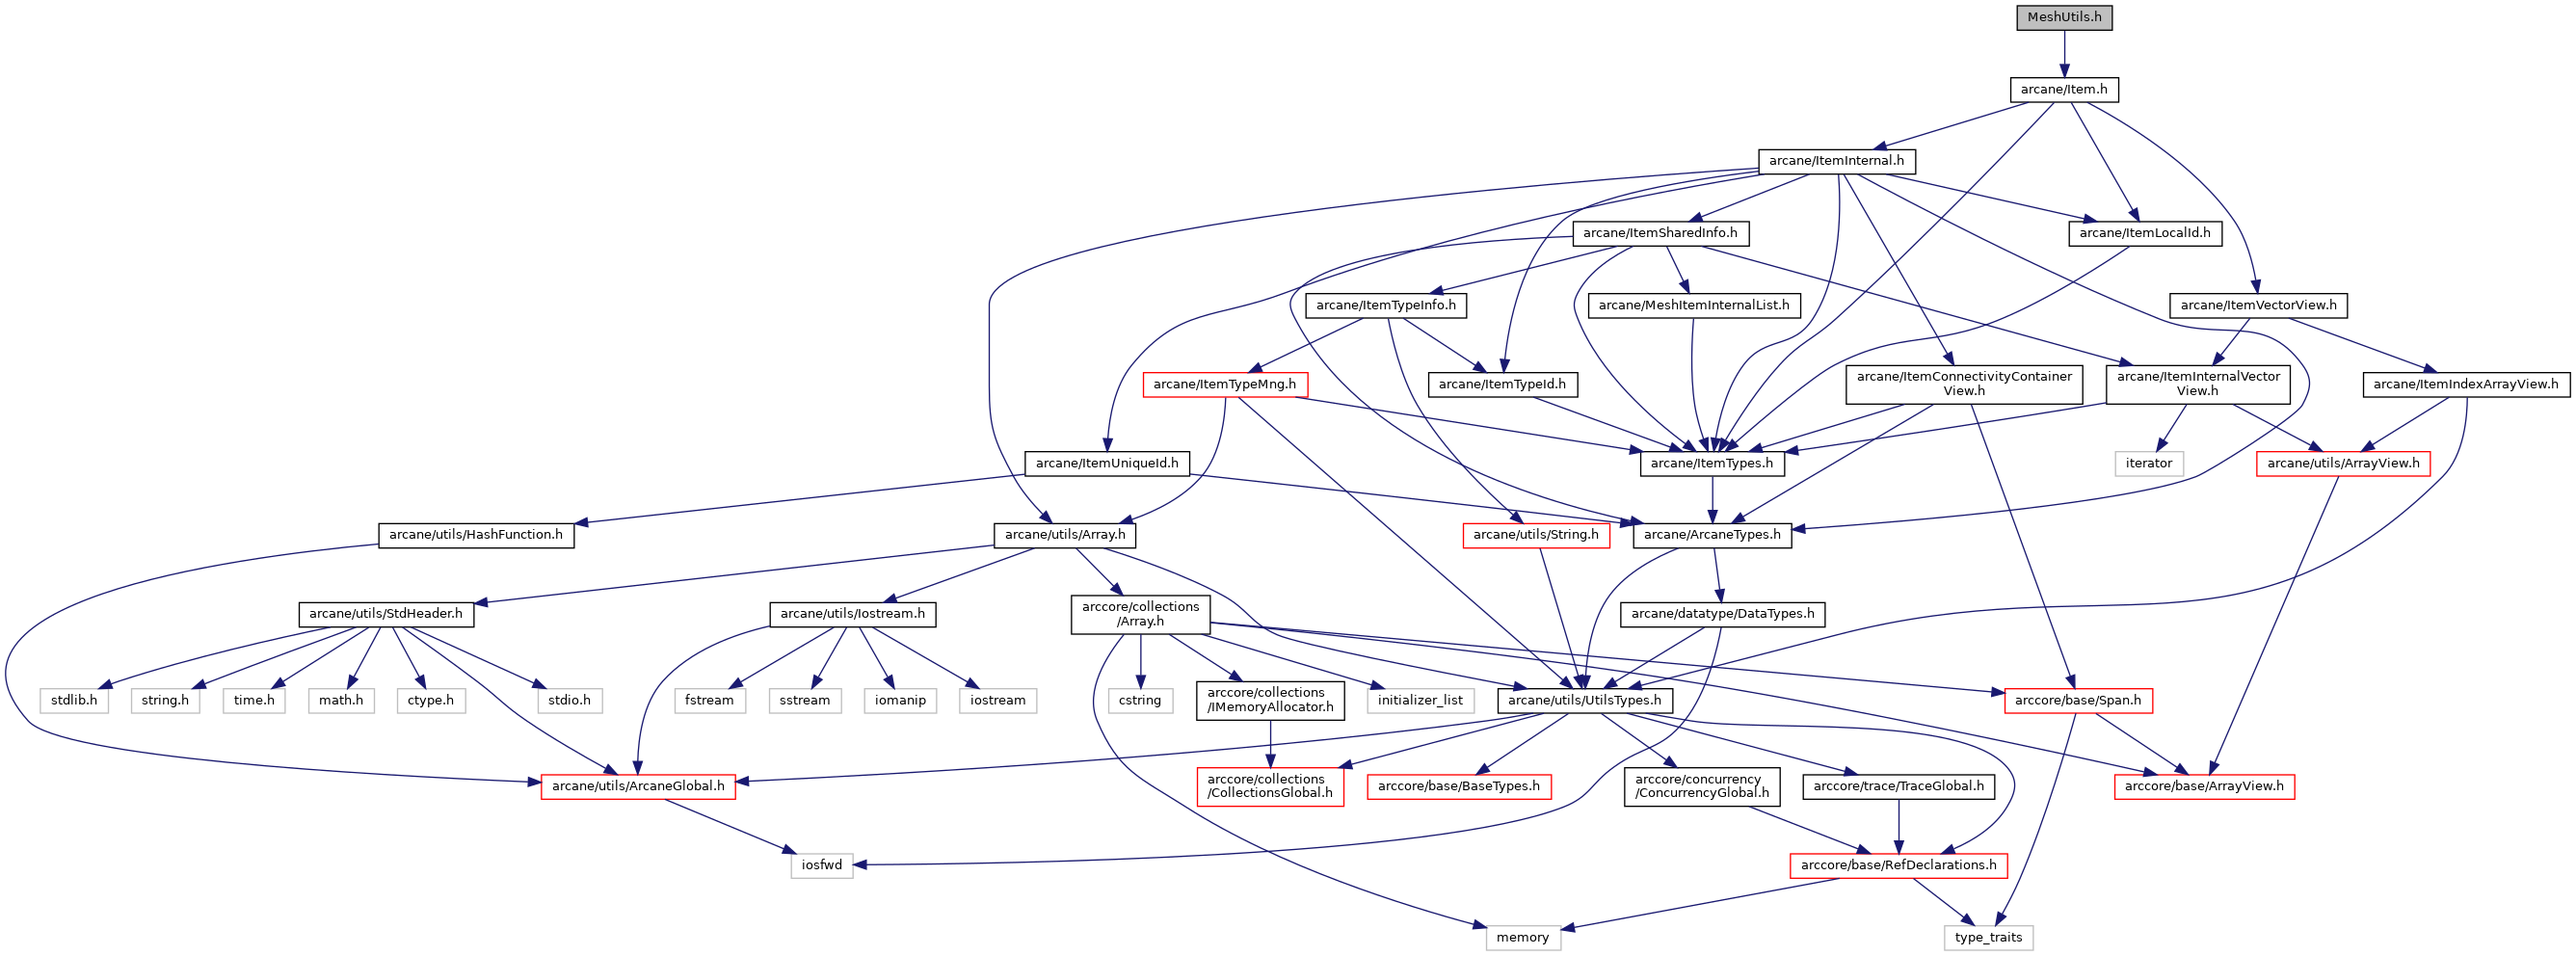 MeshUtils.h
arcane/Item.h
arcane/ItemInternal.h
arcane/ItemSharedInfo.h
arcane/ItemLocalId.h
arcane/ItemTypeInfo.h
arcane/MeshItemInternalList.h
arcane/ItemVectorView.h
arcane/ItemTypeMng.h
arcane/ItemTypeId.h
arcane/ItemConnectivityContainer
View.h
arcane/ItemInternalVector
View.h
arcane/ItemIndexArrayView.h
arcane/ItemUniqueId.h
arcane/ItemTypes.h
iterator
arcane/utils/ArrayView.h
arcane/utils/HashFunction.h
arcane/utils/Array.h
arcane/utils/String.h
arcane/ArcaneTypes.h
arcane/utils/StdHeader.h
arcane/utils/Iostream.h
arccore/collections
/Array.h
arcane/datatype/DataTypes.h
stdlib.h
string.h
time.h
math.h
ctype.h
stdio.h
fstream
sstream
iomanip
iostream
cstring
arccore/collections
/IMemoryAllocator.h
initializer_list
arcane/utils/UtilsTypes.h
arccore/base/Span.h
arcane/utils/ArcaneGlobal.h
arccore/collections
/CollectionsGlobal.h
arccore/base/BaseTypes.h
arccore/concurrency
/ConcurrencyGlobal.h
arccore/trace/TraceGlobal.h
arccore/base/ArrayView.h
iosfwd
arccore/base/RefDeclarations.h
memory
type_traits